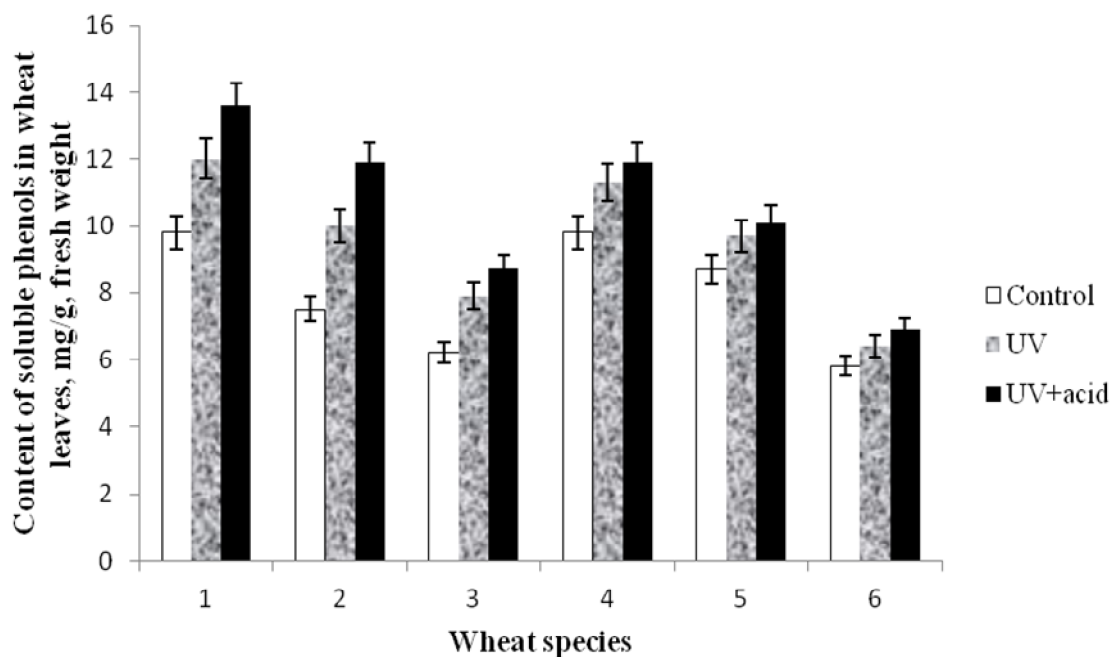 Content of soluble phenols in wheat
leaves, mg/g, fresh weight
16
14
12
10
8
6
4
2
0
1 2 3 4 5 6
Wheat species
Control
UV
UV+acid